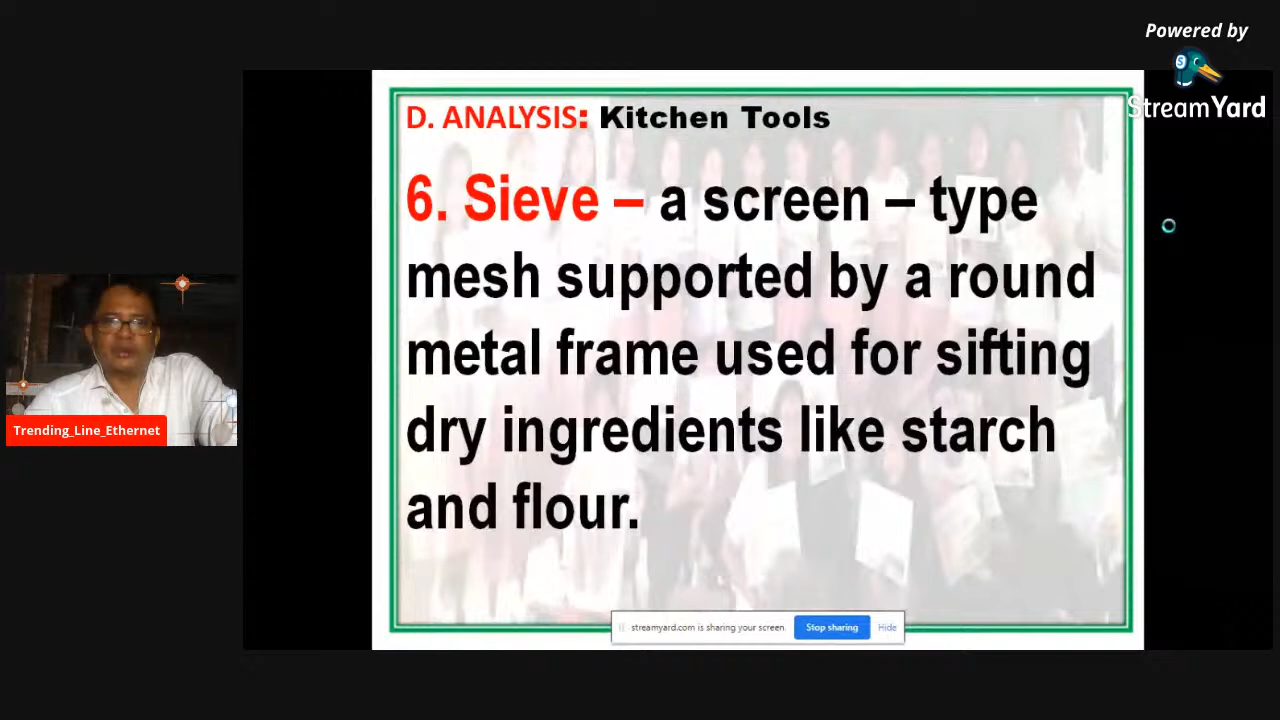 Powered by
StreamYard
D. ANALYSIS: Kitchen Tools
6. Sieve – a screen – type
mesh supported by a round
metal frame used for sifting
dry ingredients like starch
and flour.
Trending_Line_Ethernet
streamyard.com is sharing your screen. Stop sharing Hide